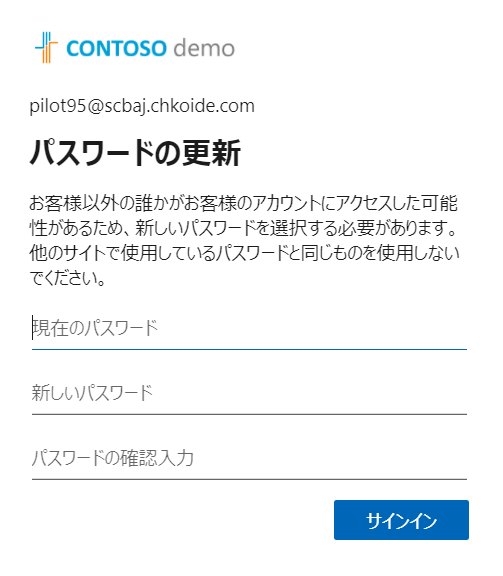 CONTOSO demo
pilot95@scbaj.chkoide.com
パスワードの更新
お客様以外の誰かがお客様のアカウントにアクセスした可能
性があるため、新しいパスワードを選択する必要があります。
他のサイトで使用しているパスワードと同じものを使用しない
でください。
現在のパスワード
新しいパスワード
パスワードの確認入力
サインイン